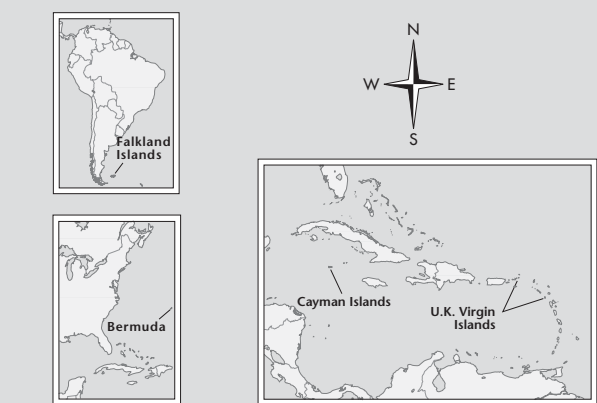 Falkland
Islands
N
W
E
S
Bermuda
Cayman Islands
U.K. Virgin
Islands